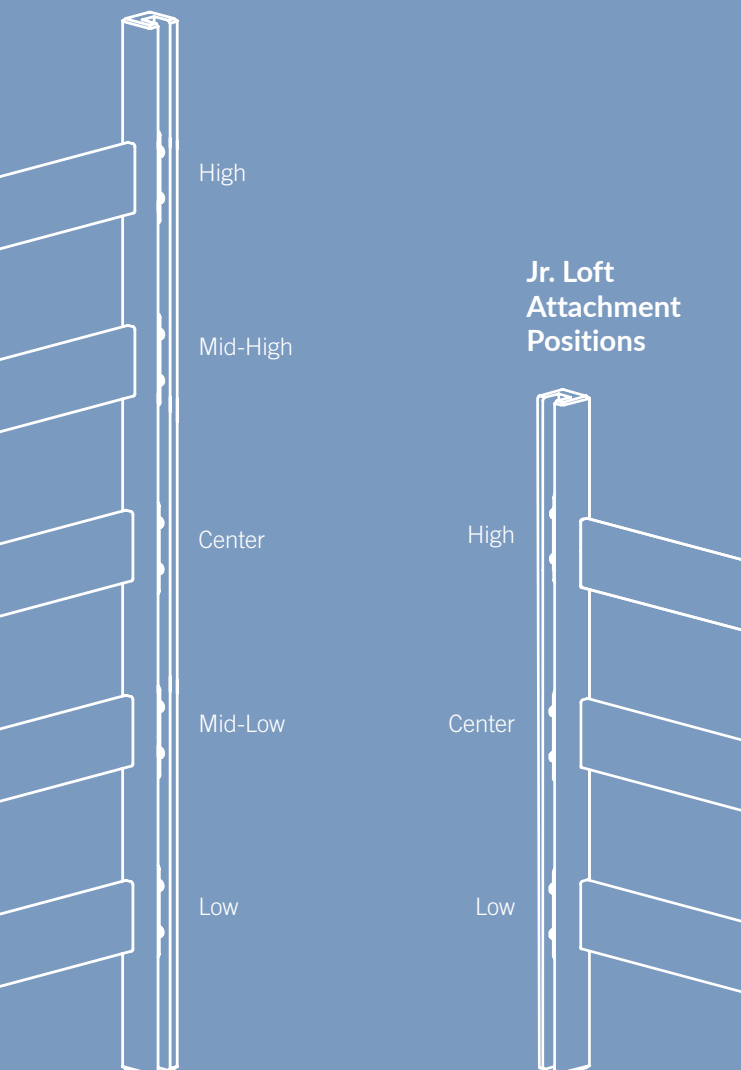 High
Mid-High
Center
Mid-Low
Low
Jr. Loft
Attachment
Positions
High
Center
Low